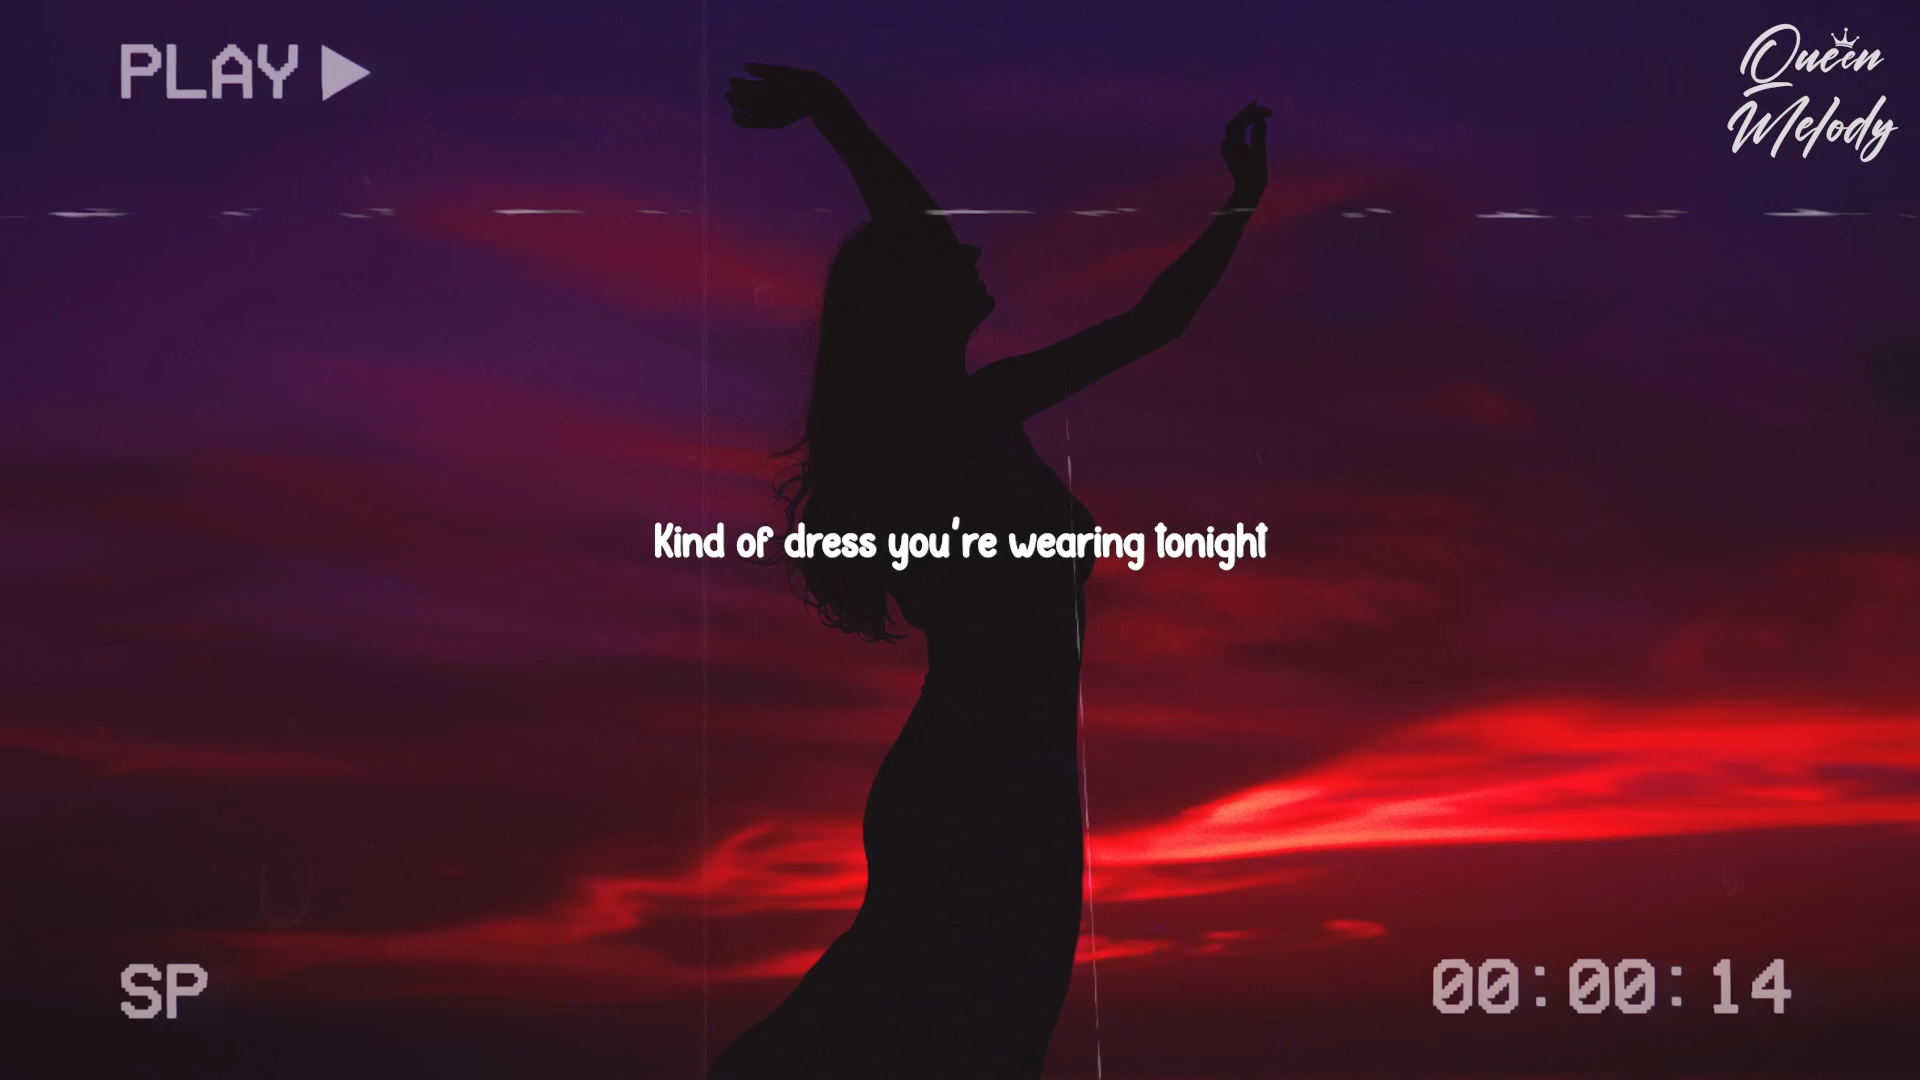 PLAY
Queen
Melody
Kind of dress you're wearing tonight
SP
00:00:14